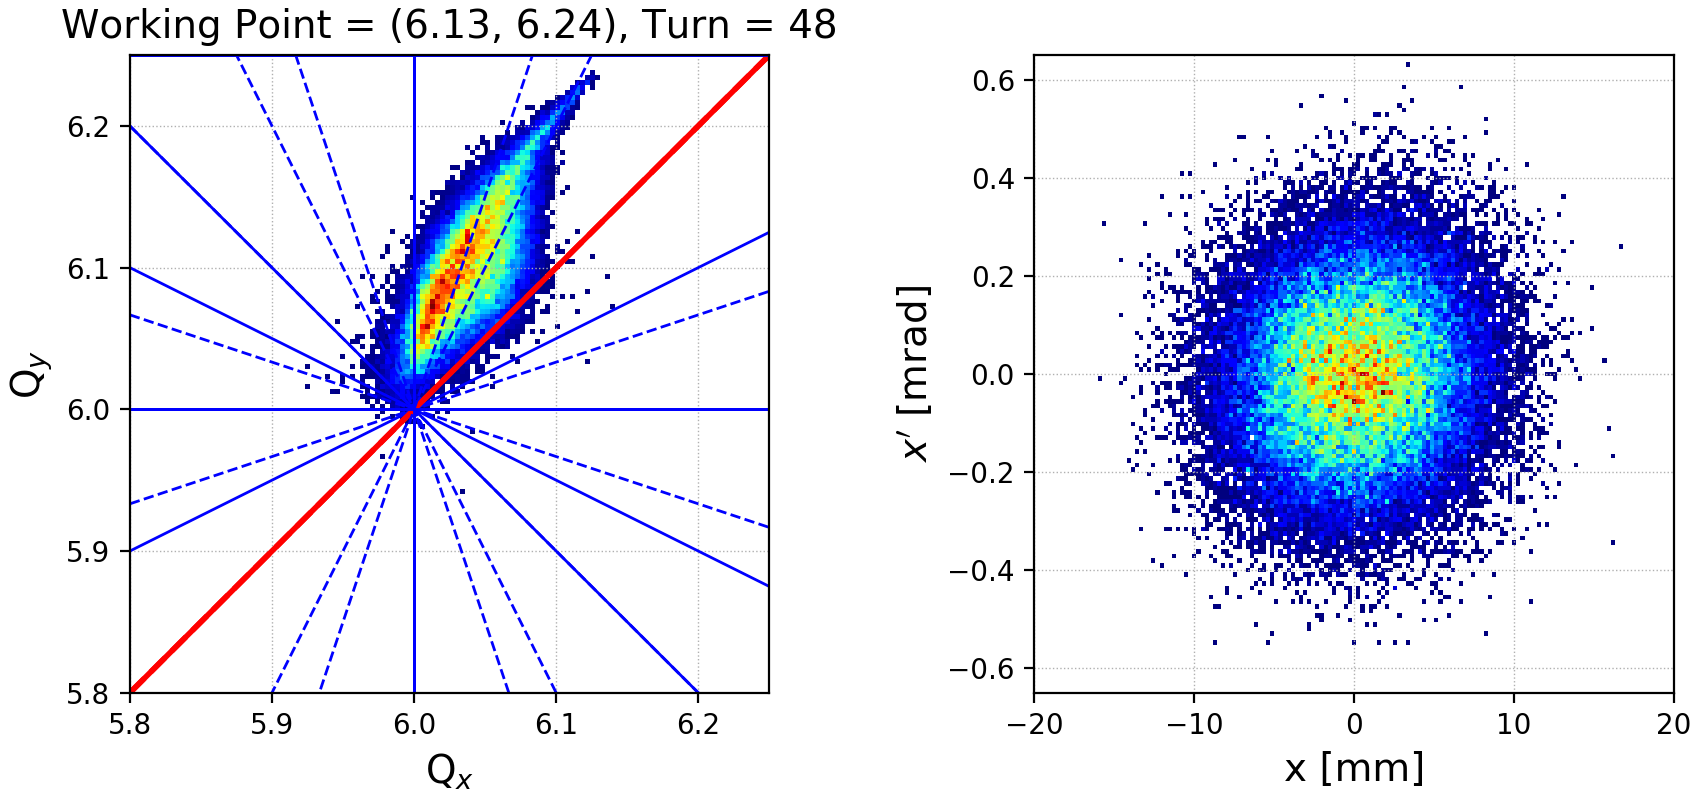 Working Point = (6.13, 6.24), Turn = 48
6.2
6.1
6.0
5.9
5.8
Q_y
5.8 5.9 6.0 6.1 6.2
Q_x
0.6
0.4
0.2
0.0
−0.2
−0.4
−0.6
x′ [mrad]
−20 −10 0 10 20
x [mm]